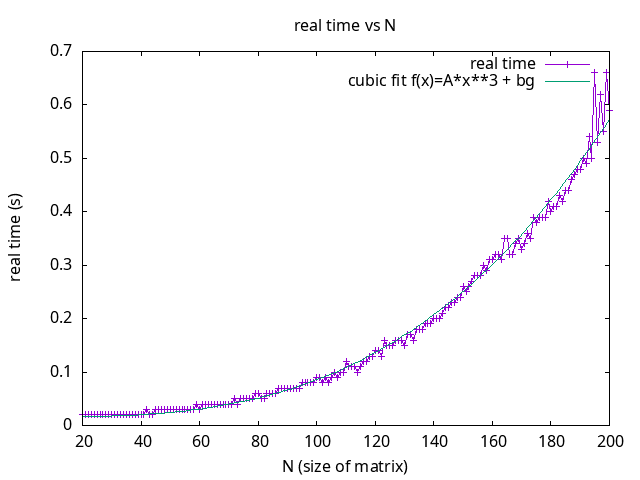 real time vs N
real time
cubic fit f(x)=A*x**3 + bg
0.7
0.6
0.5
0.4
0.3
0.2
0.1
0
real time (s)
20 40 60 80 100 120 140 160 180 200
N (size of matrix)